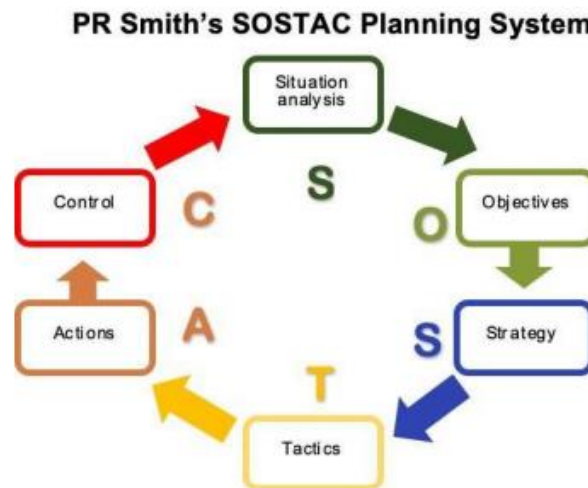 PR Smith's SOSTAC Planning System
Situation
analysis
S
Objectives
O
Strategy
S
Tactics
T
Actions
A
Control
C